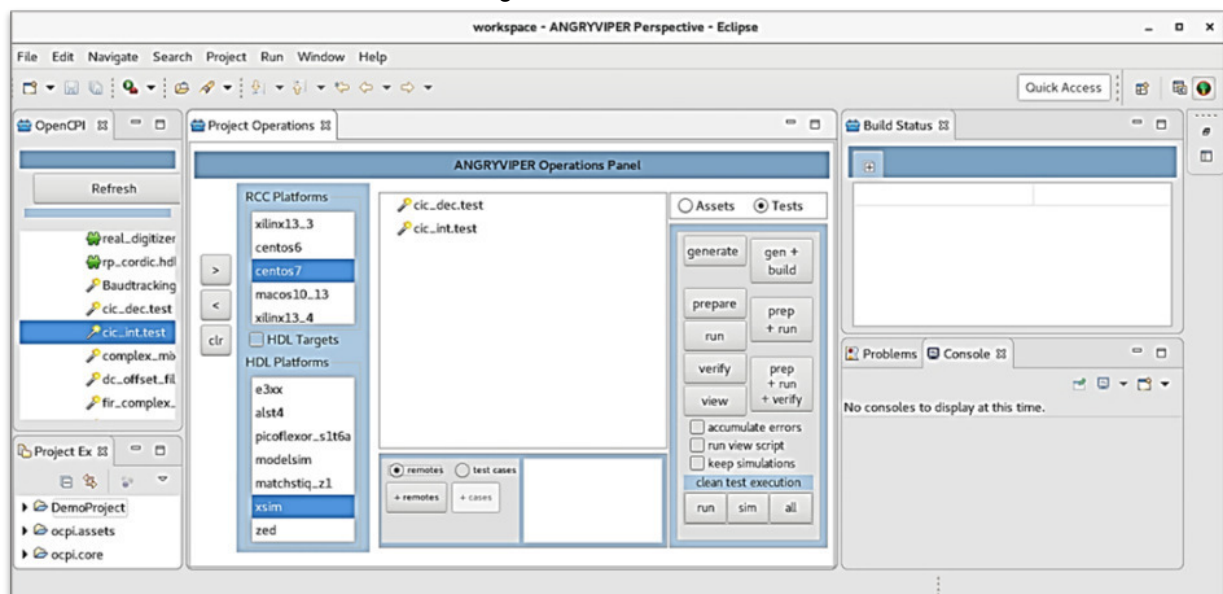 workspace - ANGRYVIPER Perspective - Eclipse
File Edit Navigate Search Project Run Window Help
Quick Access
OpenCPI
Refresh
real_digitizer
rp_cordic.hdl
Baudtracking
cic_dec.test
cic_int.test
complex_mix
dc_offset_fil
fir_complex_
Project Ex
DemoProject
ocpi.assets
ocpi.core
Project Operations
ANGRYVIPER Operations Panel
RCC Platforms
xilinx13_3
centos6
centos7
macos10_13
xilinx13_4
>
<
clr
HDL Targets
HDL Platforms
e3xx
alst4
picoflexor_s1t6a
modelsim
matchstiq_z1
xsim
zed
cic_dec.test
cic_int.test
remotes test cases
+ remotes + cases
Assets Tests
generate
gen +
build
prepare
prep
+ run
run
verify
prep
+ run
+ verify
view
accumulate errors
run view script
keep simulations
clean test execution
run sim all
Build Status
Problems Console
No consoles to display at this time.